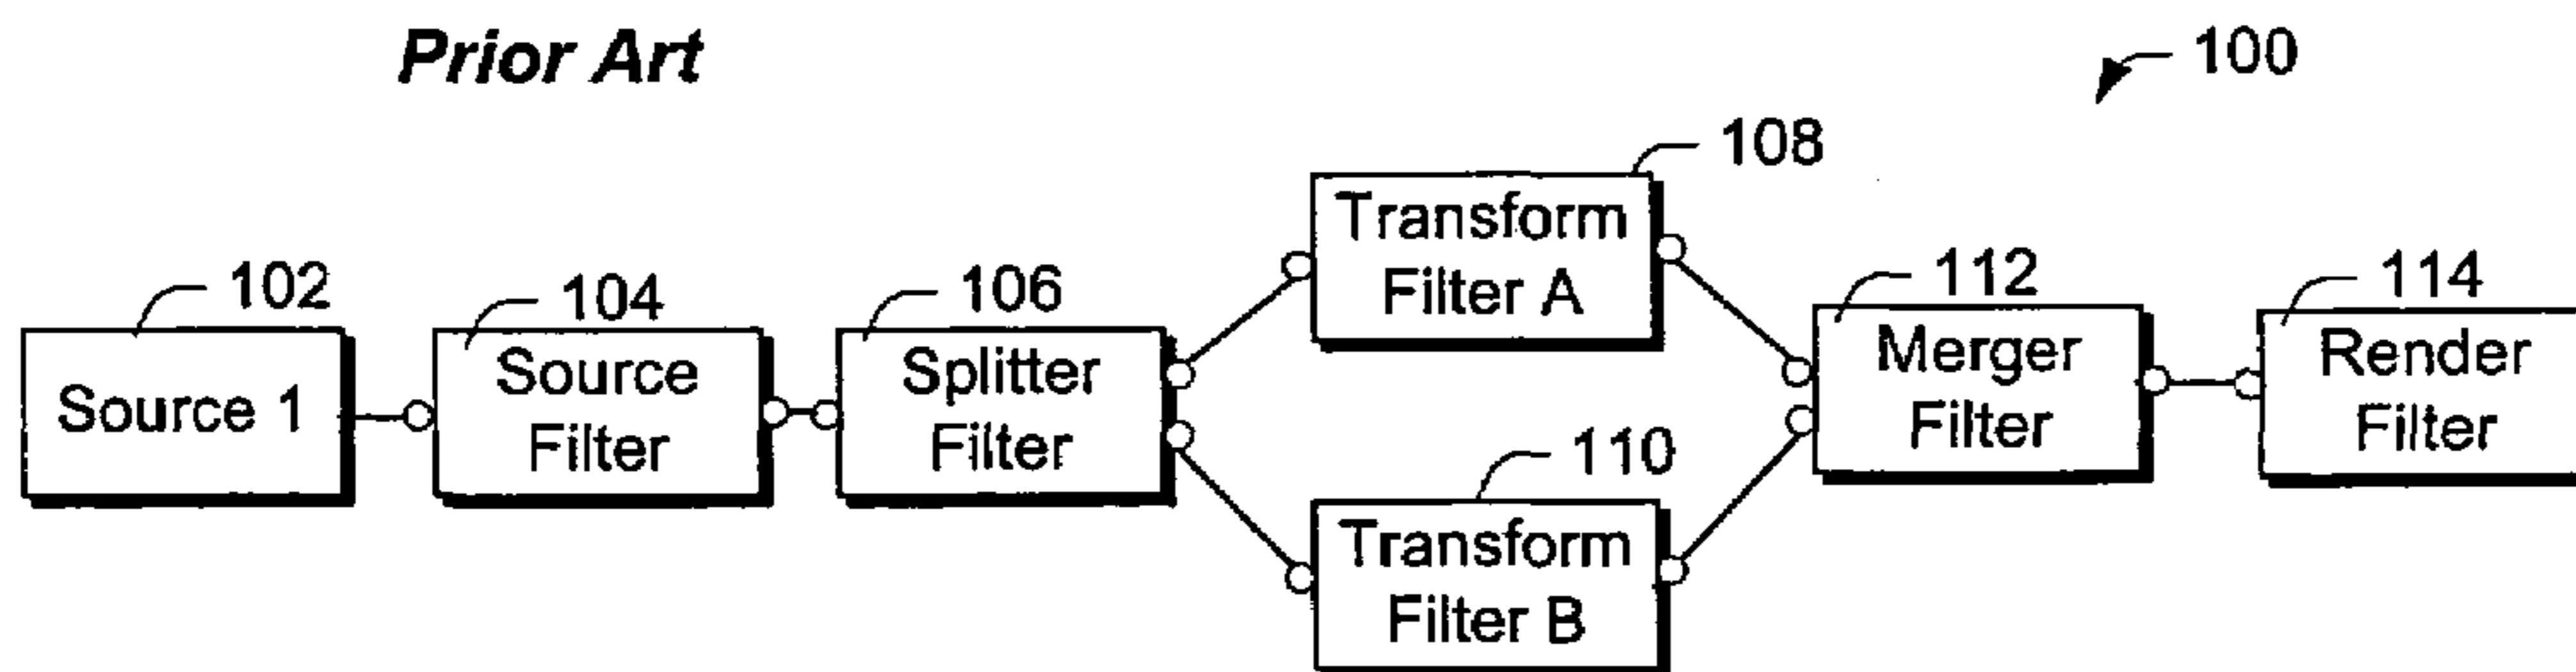 Prior Art
100
102
Source 1
104
Source
Filter
106
Splitter
Filter
108
Transform
Filter A
110
Transform
Filter B
112
Merger
Filter
114
Render
Filter